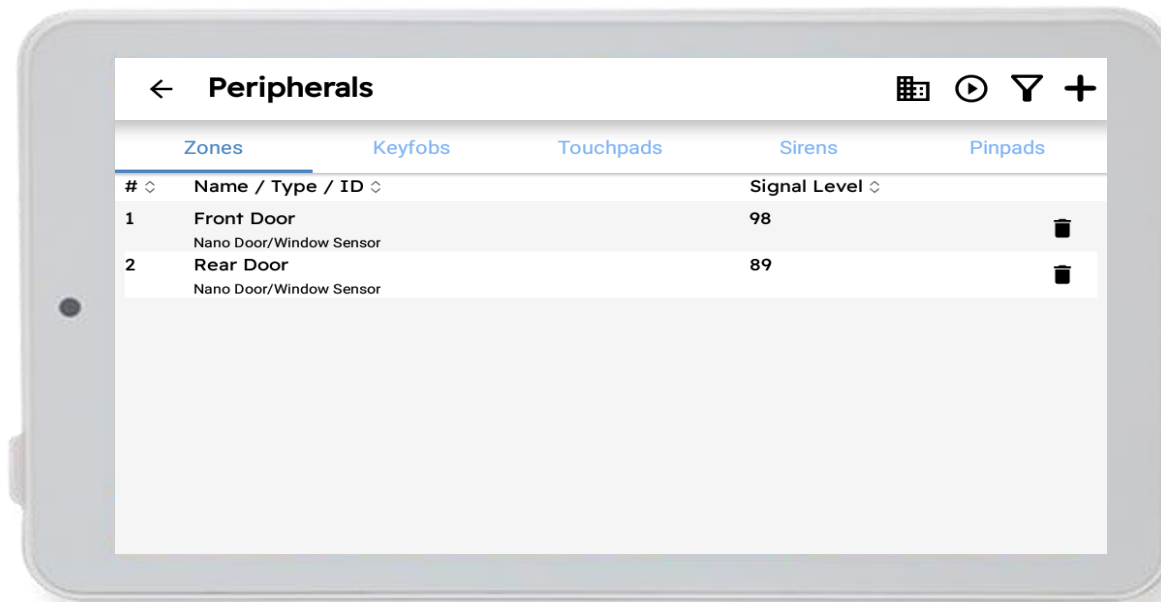 Peripherals
Zones Keyfobs Touchpads Sirens Pinpads
# Name / Type / ID Signal Level
1 Front Door 98
Nano Door/Window Sensor
2 Rear Door 89
Nano Door/Window Sensor